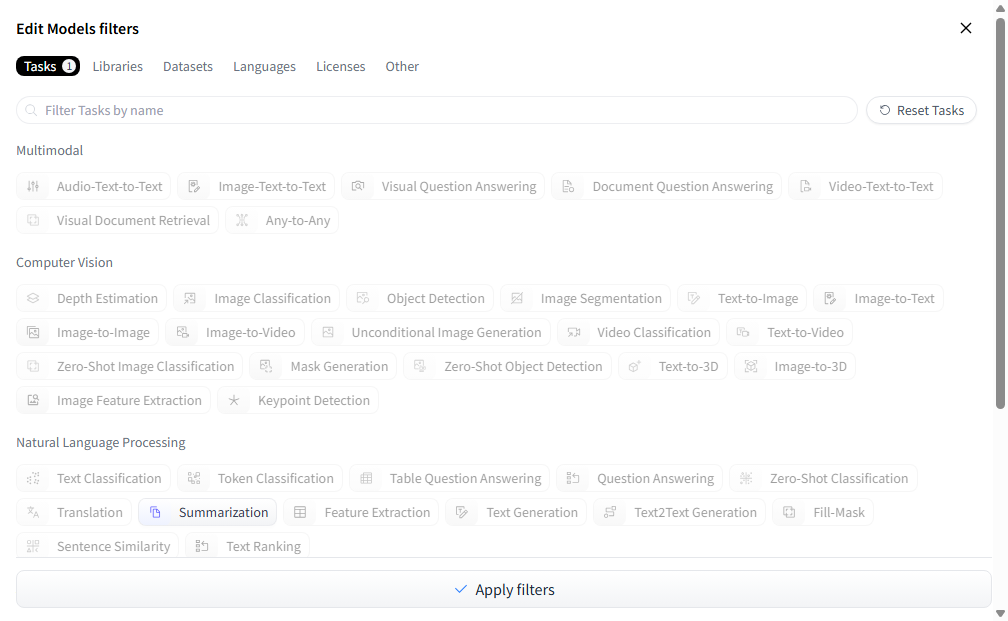 Edit Models filters
Tasks 1 Libraries Datasets Languages Licenses Other
Filter Tasks by name Reset Tasks
Multimodal
Audio-Text-to-Text Image-Text-to-Text Visual Question Answering Document Question Answering Video-Text-to-Text
Visual Document Retrieval Any-to-Any
Computer Vision
Depth Estimation Image Classification Object Detection Image Segmentation Text-to-Image Image-to-Text
Image-to-Image Image-to-Video Unconditional Image Generation Video Classification Text-to-Video
Zero-Shot Image Classification Mask Generation Zero-Shot Object Detection Text-to-3D Image-to-3D
Image Feature Extraction Keypoint Detection
Natural Language Processing
Text Classification Token Classification Table Question Answering Question Answering Zero-Shot Classification
Translation Summarization Feature Extraction Text Generation Text2Text Generation Fill-Mask
Sentence Similarity Text Ranking
Apply filters